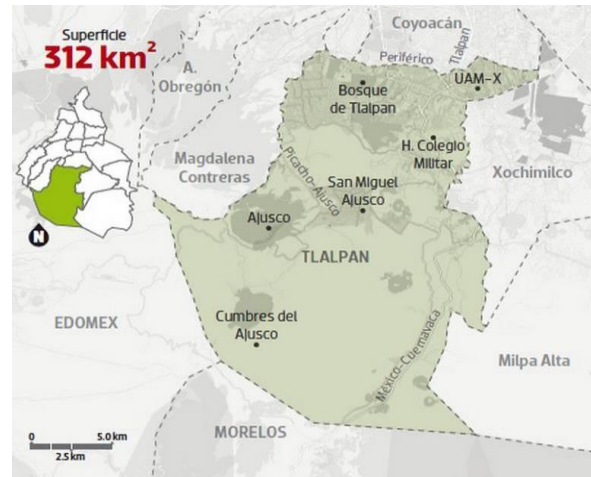 Superficie
312 km²
Coyoacán
Periférico
Tlalpan
A.
Obregón
UAM-X
Bosque
de Tlalpan
H. Colegio
Militar
Magdalena
Contreras
Picacho-Ajusco
Xochimilco
San Miguel
Ajusco
Ajusco
N
TLALPAN
EDOMEX
Cumbres del
Ajusco
México-Cuernavaca
Milpa Alta
MORELOS
0 5.0 km
2.5 km